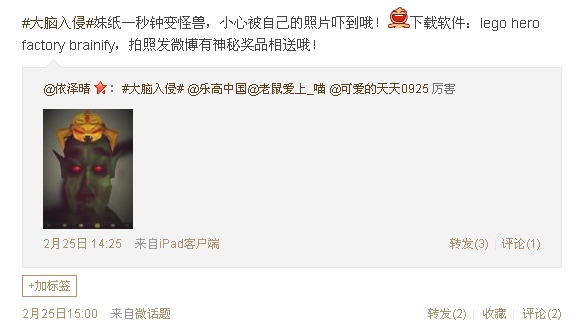 #大脑入侵#妹纸一秒钟变怪兽，小心被自己的照片吓到哦！下载软件：lego hero
factory brainify，拍照发微博有神秘奖品相送哦！
@依泽晴：#大脑入侵# @乐高中国@老鼠爱上_喵 @可爱的天天0925 厉害
2月25日 14:25 来自iPad客户端 转发(3) | 评论(1)
+加标签
2月25日15:00 来自微话题 转发(2) | 收藏 | 评论(2)